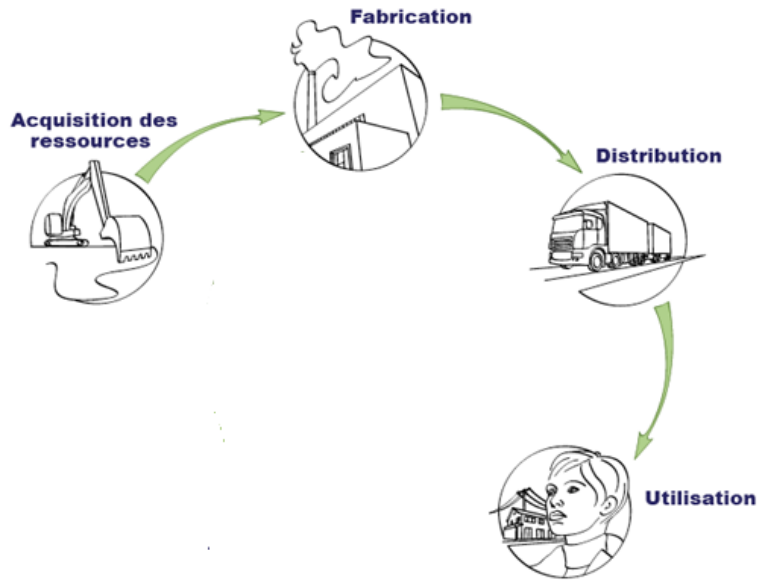 Fabrication
Acquisition des
ressources
Distribution
Utilisation